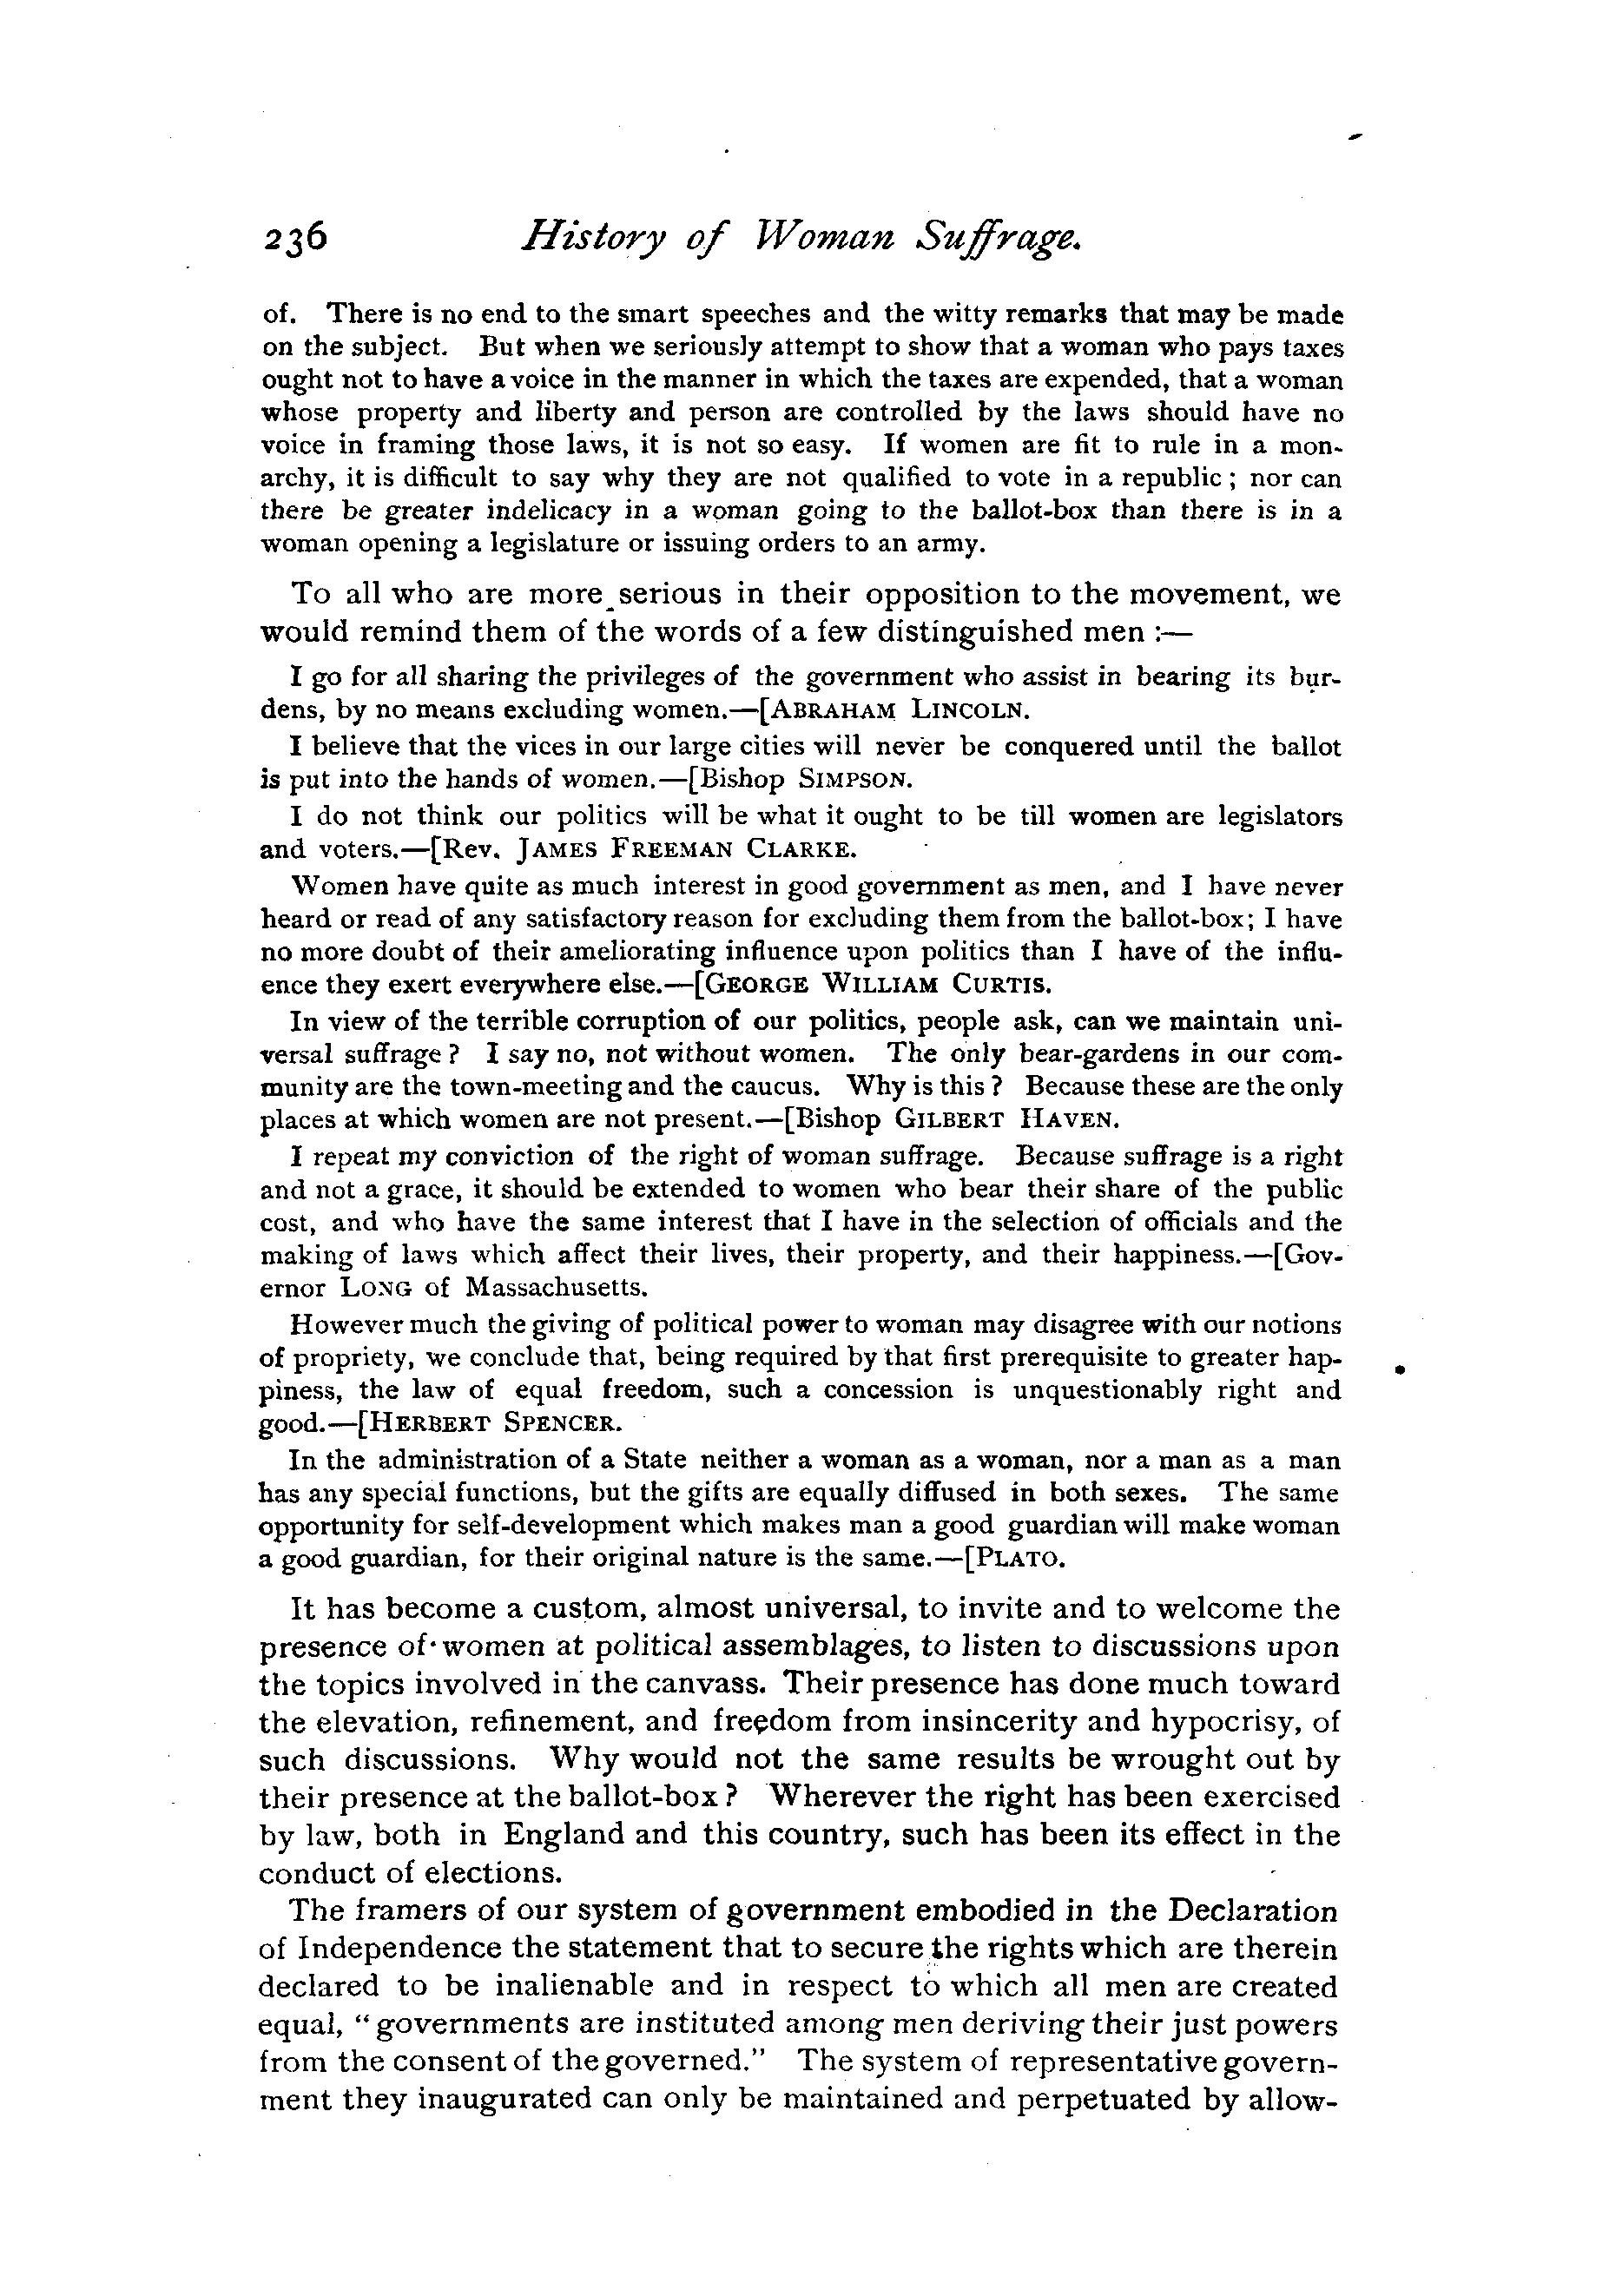 236 History of Woman Suffrage.
of. There is no end to the smart speeches and the witty remarks that may be made
on the subject. But when we seriously attempt to show that a woman who pays taxes
ought not to have a voice in the manner in which the taxes are expended, that a woman
whose property and liberty and person are controlled by the laws should have no
voice in framing those laws, it is not so easy. If women are fit to rule in a mon-
archy, it is difficult to say why they are not qualified to vote in a republic; nor can
there be greater indelicacy in a woman going to the ballot-box than there is in a
woman opening a legislature or issuing orders to an army.
To all who are more serious in their opposition to the movement, we
would remind them of the words of a few distinguished men :—
I go for all sharing the privileges of the government who assist in bearing its bur-
dens, by no means excluding women.—[ABRAHAM LINCOLN.
I believe that the vices in our large cities will never be conquered until the ballot
is put into the hands of women.—[Bishop SIMPSON.
I do not think our politics will be what it ought to be till women are legislators
and voters.—[Rev. JAMES FREEMAN CLARKE.
Women have quite as much interest in good government as men, and I have never
heard or read of any satisfactory reason for excluding them from the ballot-box; I have
no more doubt of their ameliorating influence upon politics than I have of the influ-
ence they exert everywhere else.—[GEORGE WILLIAM CURTIS.
In view of the terrible corruption of our politics, people ask, can we maintain uni-
versal suffrage? I say no, not without women. The only bear-gardens in our com-
munity are the town-meeting and the caucus. Why is this? Because these are the only
places at which women are not present.—[Bishop GILBERT HAVEN.
I repeat my conviction of the right of woman suffrage. Because suffrage is a right
and not a grace, it should be extended to women who bear their share of the public
cost, and who have the same interest that I have in the selection of officials and the
making of laws which affect their lives, their property, and their happiness.—[Gov-
ernor LONG of Massachusetts.
However much the giving of political power to woman may disagree with our notions
of propriety, we conclude that, being required by that first prerequisite to greater hap-
piness, the law of equal freedom, such a concession is unquestionably right and
good.—[HERBERT SPENCER.
In the administration of a State neither a woman as a woman, nor a man as a man
has any special functions, but the gifts are equally diffused in both sexes. The same
opportunity for self-development which makes man a good guardian will make woman
a good guardian, for their original nature is the same.—[PLATO.
It has become a custom, almost universal, to invite and to welcome the
presence of women at political assemblages, to listen to discussions upon
the topics involved in the canvass. Their presence has done much toward
the elevation, refinement, and freedom from insincerity and hypocrisy, of
such discussions. Why would not the same results be wrought out by
their presence at the ballot-box? Wherever the right has been exercised
by law, both in England and this country, such has been its effect in the
conduct of elections.
The framers of our system of government embodied in the Declaration
of Independence the statement that to secure the rights which are therein
declared to be inalienable and in respect to which all men are created
equal, "governments are instituted among men deriving their just powers
from the consent of the governed." The system of representative govern-
ment they inaugurated can only be maintained and perpetuated by allow-